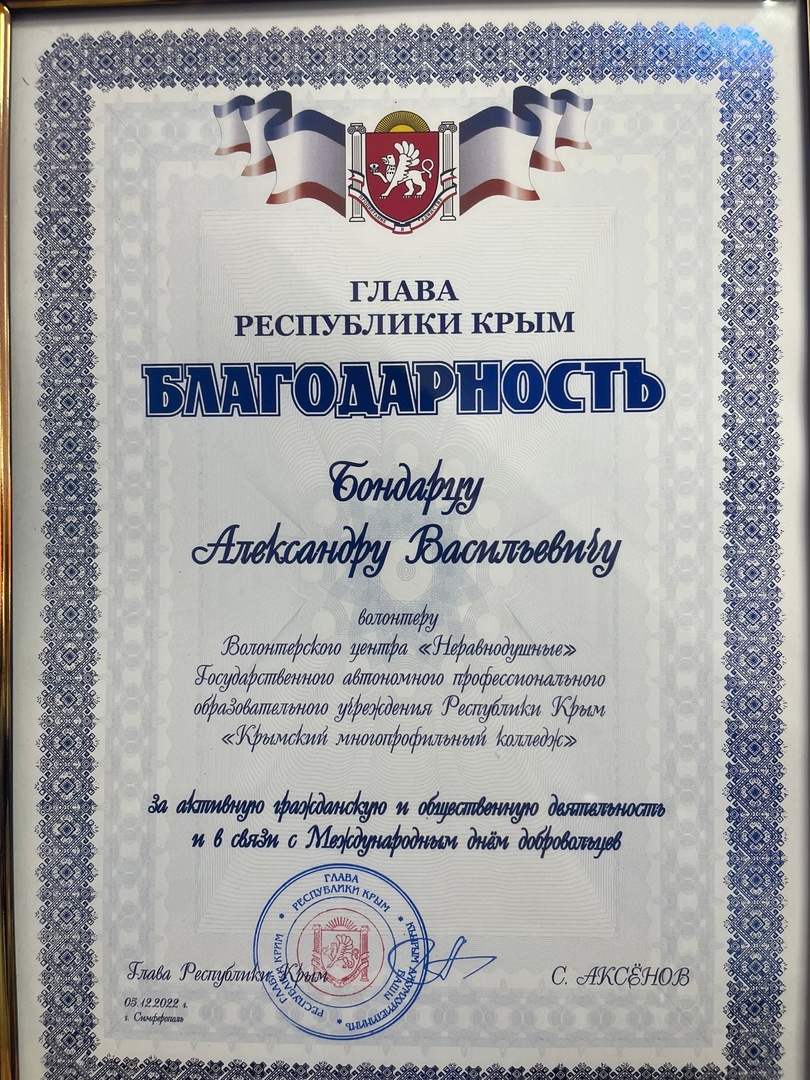 ГЛАВА
РЕСПУБЛИКИ КРЫМ
БЛАГОДАРНОСТЬ
Бондарцу
Александру Васильевичу
волонтеру
Волонтерского центра «Неравнодушные»
Государственного автономного профессионального
образовательного учреждения Республики Крым
«Крымский многопрофильный колледж»
за активную гражданскую и общественную деятельность
и в связи с Международным днём добровольцев
ГЛАВА
РЕСПУБЛИКИ КРЫМ
РЕСПУБЛІКИ КРИМ
Глава Республики Крым
С. АКСЁНОВ
05.12.2022 г.
г. Симферополь